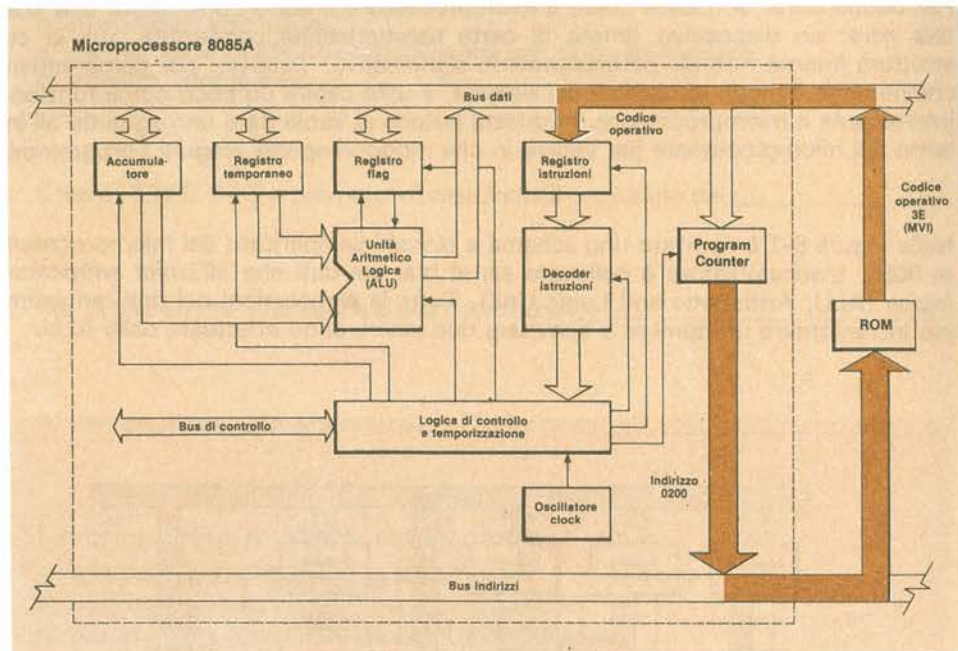 Microprocessore 8085A
Bus dati
Codice
operativo
Accumula-
tore
Registro
temporaneo
Registro
flag
Registro
istruzioni
Codice
operativo
3E
(MVI)
Unità
Aritmetico
Logica
(ALU)
Decoder
istruzioni
Program
Counter
ROM
Bus di controllo
Logica di controllo
e temporizzazione
Indirizzo
0200
Oscillatore
clock
Bus indirizzi